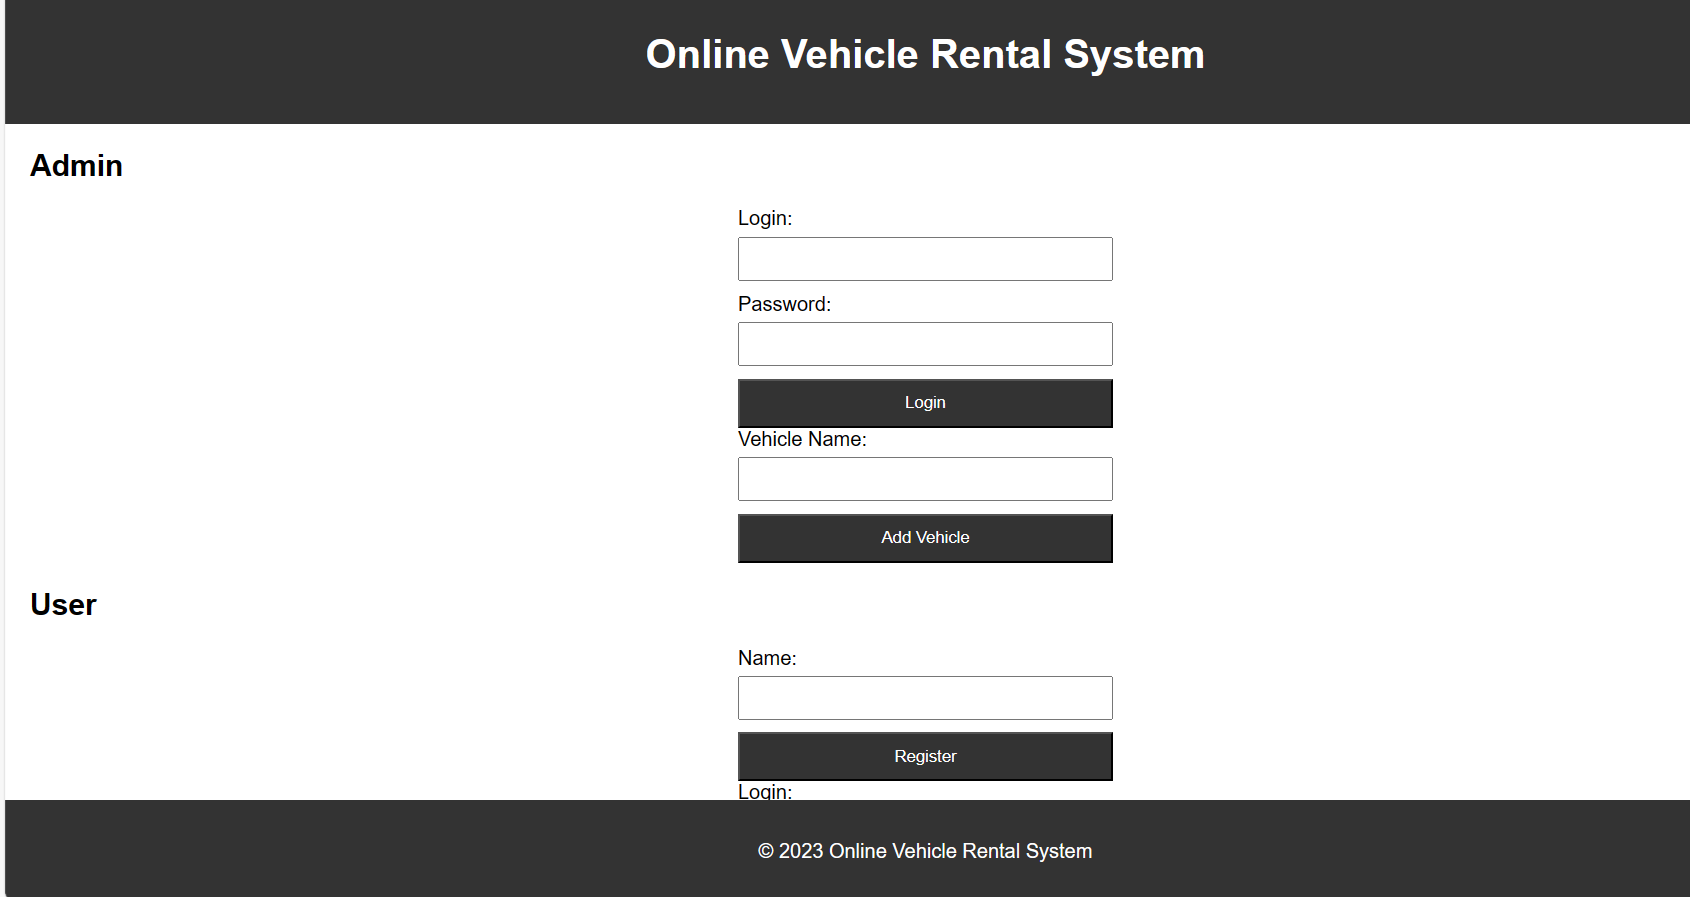 Online Vehicle Rental System
Admin
Login:
Password:
Login
Vehicle Name:
Add Vehicle
User
Name:
Register
Login:
© 2023 Online Vehicle Rental System